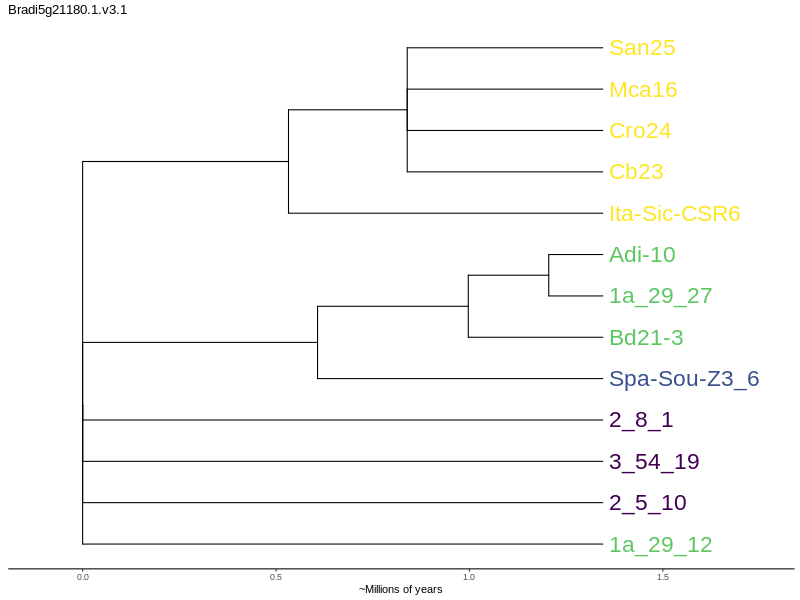 Bradi5g21180.1.v3.1
San25
Mca16
Cro24
Cb23
Ita-Sic-CSR6
Adi-10
1a_29_27
Bd21-3
Spa-Sou-Z3_6
2_8_1
3_54_19
2_5_10
1a_29_12
0.0 0.5 1.0 1.5
~Millions of years